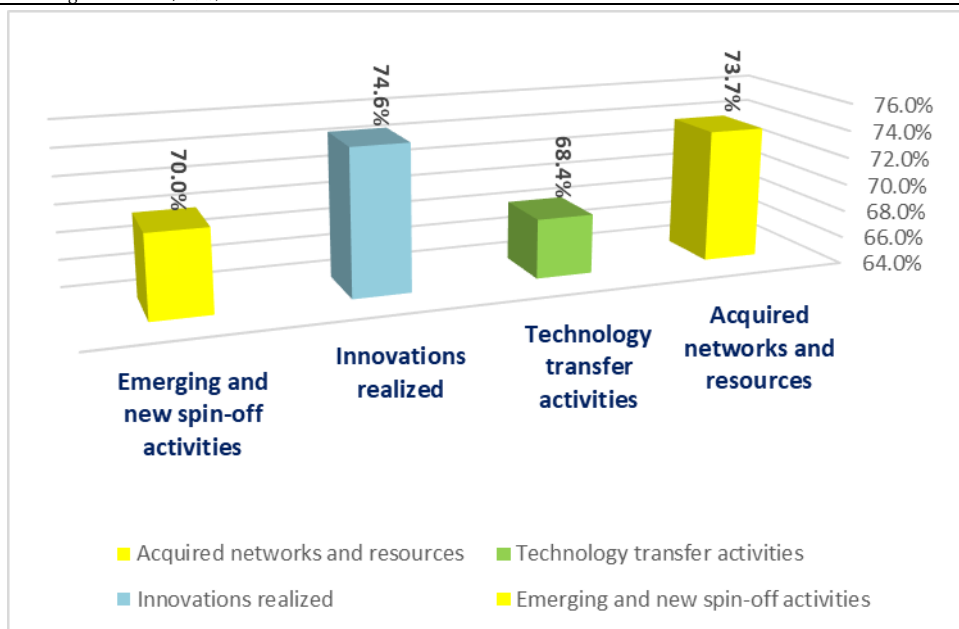 70.0%
74.6%
68.4%
73.7%
76.0%
74.0%
72.0%
70.0%
68.0%
66.0%
64.0%
Emerging and
new spin-off
activities
Innovations
realized
Technology
transfer
activities
Acquired
networks and
resources
Acquired networks and resources
Technology transfer activities
Innovations realized
Emerging and new spin-off activities